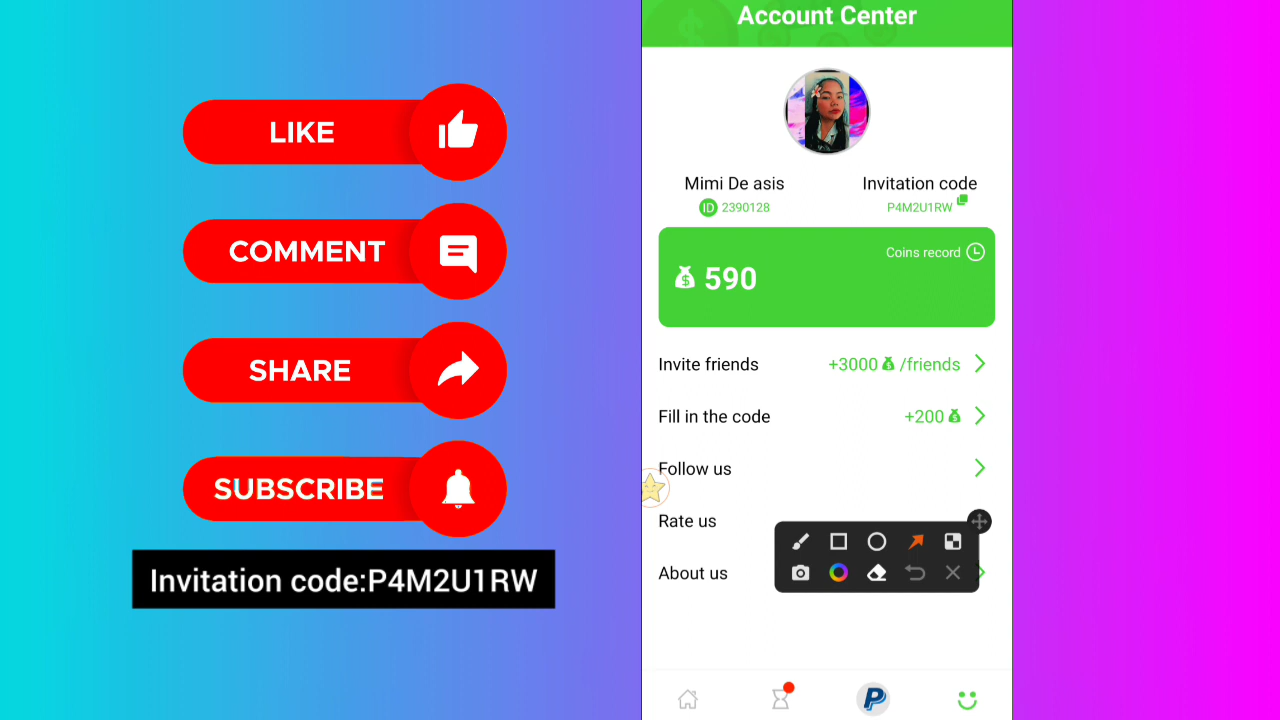 LIKE
COMMENT
SHARE
SUBSCRIBE
Invitation code:P4M2U1RW
Account Center
Mimi De asis
Invitation code
ID 2390128
P4M2U1RW
Coins record
$ 590
Invite friends +3000 $ /friends
Fill in the code +200 $
Follow us
Rate us
About us